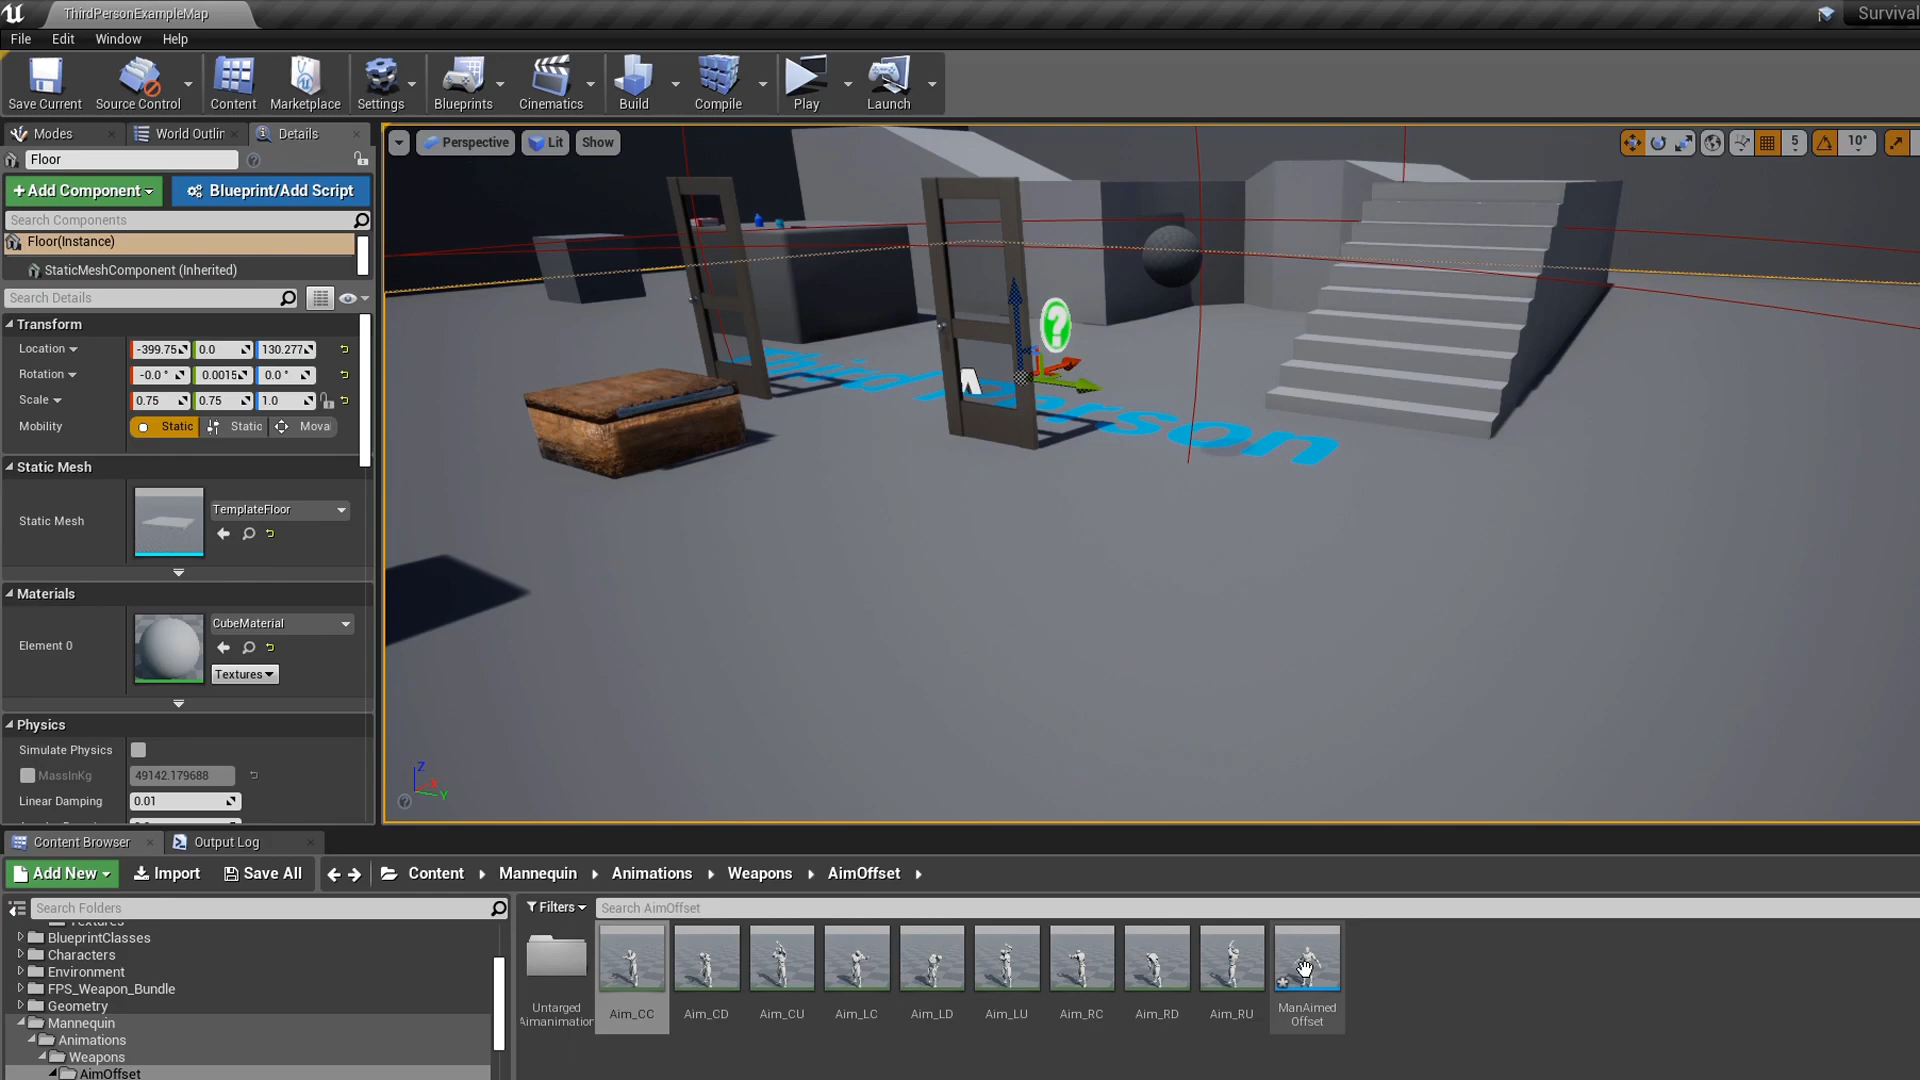 ThirdPersonExampleMap
Survival
File Edit Window Help
Save Current Source Control Content Marketplace Settings Blueprints Cinematics Build Compile Play Launch
Modes World Outlin Details
Perspective Lit Show 5 10°
Floor
+Add Component Blueprint/Add Script
Search Components
Floor(Instance)
StaticMeshComponent (Inherited)
Search Details
Transform
Location -399.75 0.0 130.277
Rotation -0.0 ° 0.0015 0.0 °
Scale 0.75 0.75 1.0
Mobility Static Static Moval
Static Mesh
Static Mesh TemplateFloor
Materials
Element 0 CubeMaterial
Textures
Physics
Simulate Physics
MassInKg 49142.179688
Linear Damping 0.01
Person
Z
X
Y
Content Browser Output Log
Add New Import Save All Content Mannequin Animations Weapons AimOffset
Search Folders
Filters Search AimOffset
BlueprintClasses
Characters
Environment
FPS_Weapon_Bundle
Geometry
Mannequin
Animations
Weapons
AimOffset
Untarged
Aimanimation
Aim_CC Aim_CD Aim_CU Aim_LC Aim_LD Aim_LU Aim_RC Aim_RD Aim_RU
ManAimed
Offset